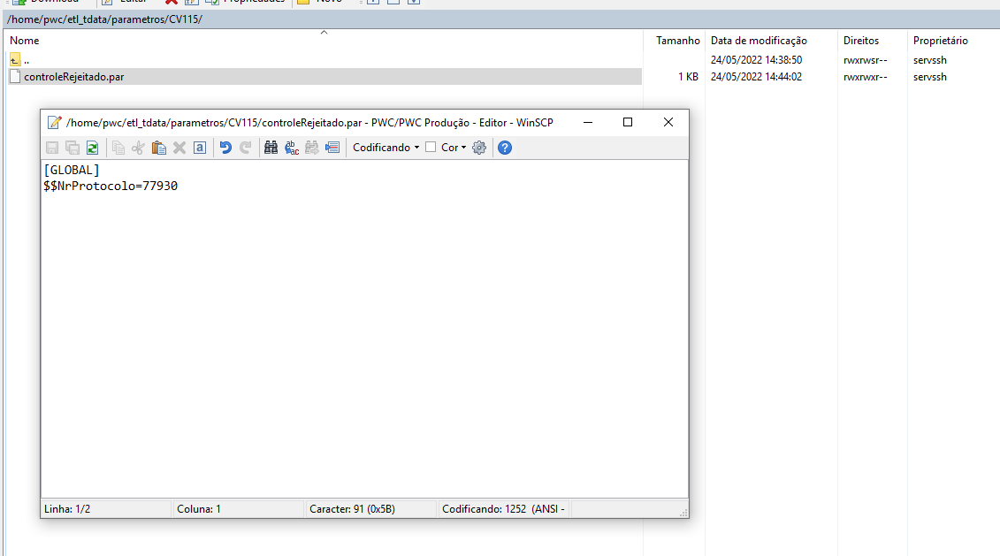 Download
Editar
Propriedades
Novo
/home/pwc/etl_tdata/parametros/CV115/
Nome Tamanho Data de modificação Direitos Proprietário
.. 24/05/2022 14:38:50 rwxrwsr-- servssh
controleRejeitado.par 1 KB 24/05/2022 14:44:02 rwxrwxr-- servssh
/home/pwc/etl_tdata/parametros/CV115/controleRejeitado.par - PWC/PWC Produção - Editor - WinSCP
Codificando Cor
[GLOBAL]
$$NrProtocolo=77930
Linha: 1/2 Coluna: 1 Caracter: 91 (0x5B) Codificando: 1252 (ANSI -